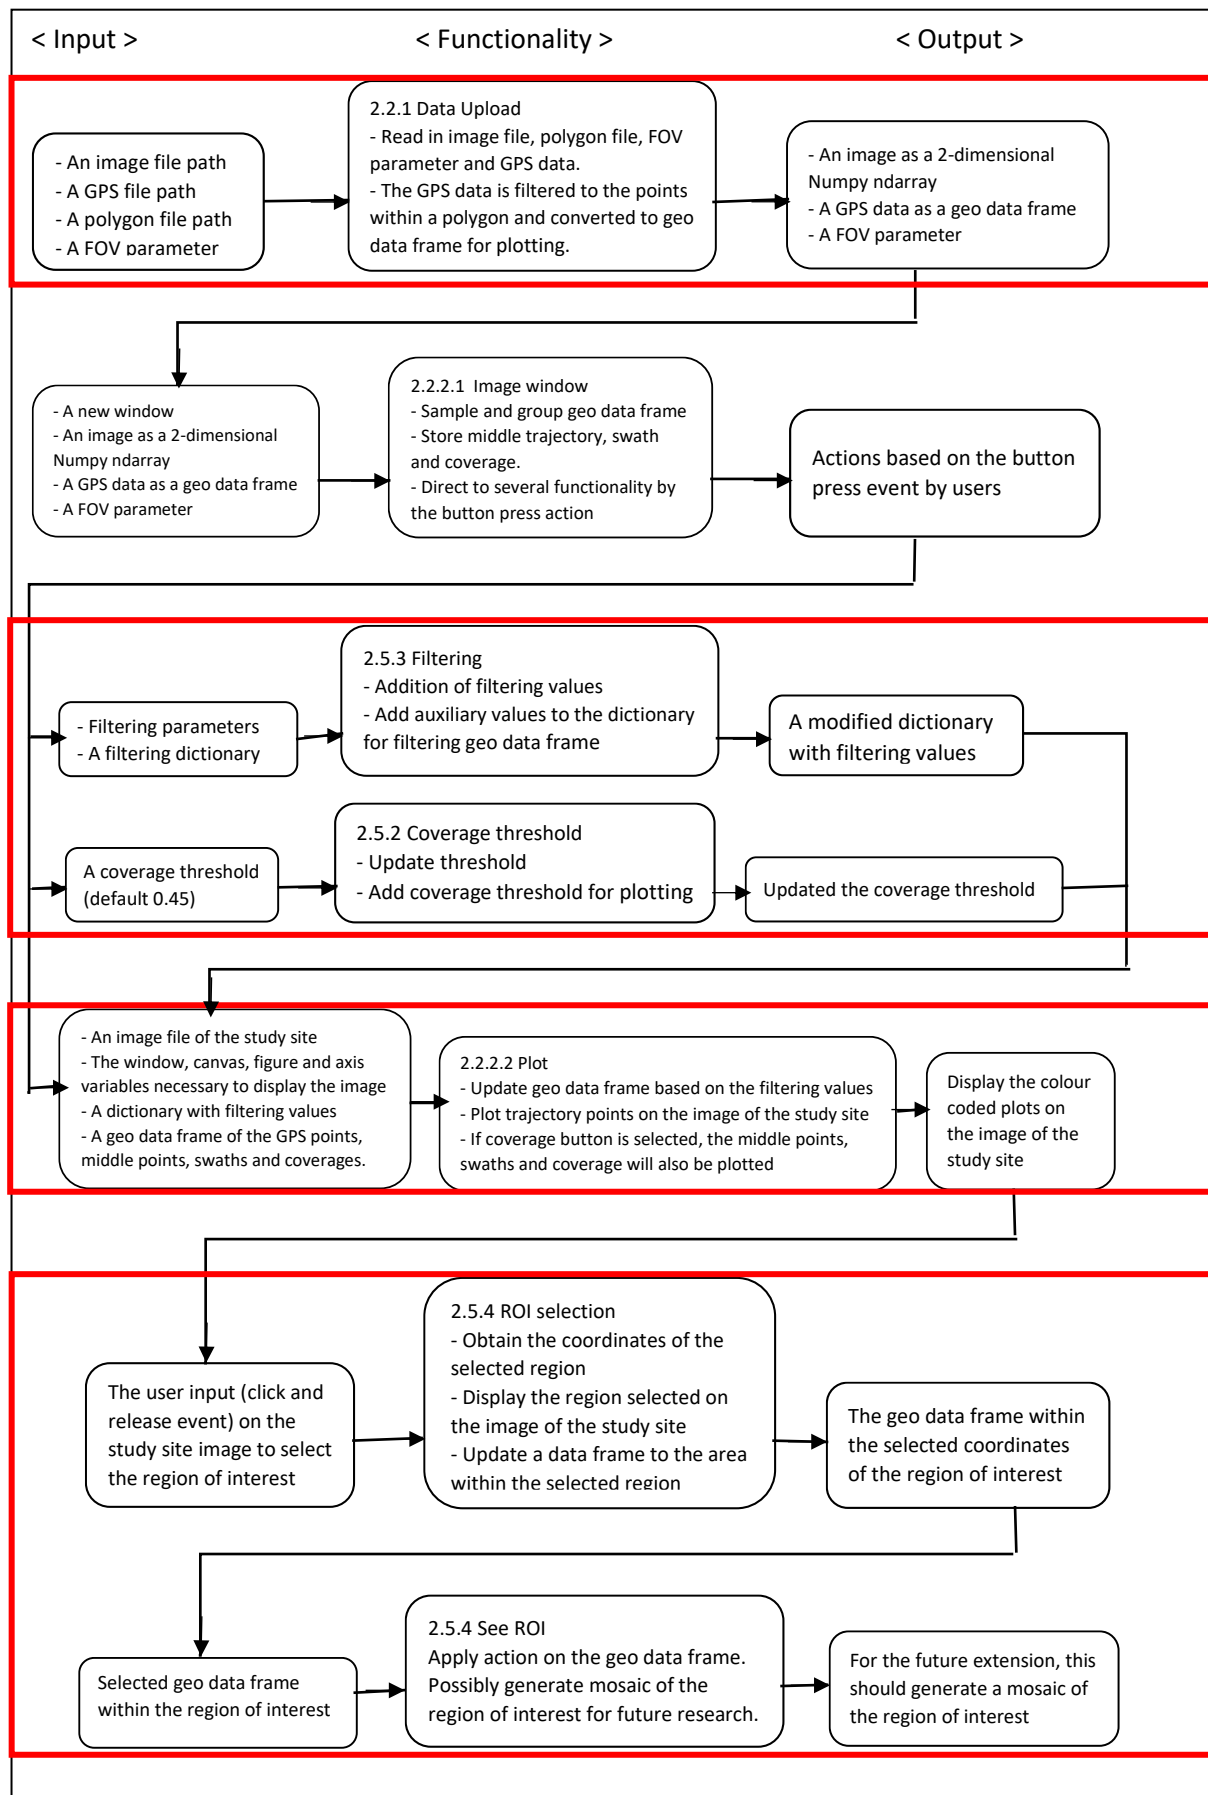 < Input >
< Functionality >
< Output >
- An image file path
- A GPS file path
- A polygon file path
- A FOV parameter
2.2.1 Data Upload
- Read in image file, polygon file, FOV
parameter and GPS data.
- The GPS data is filtered to the points
within a polygon and converted to geo
data frame for plotting.
- An image as a 2-dimensional
Numpy ndarray
- A GPS data as a geo data frame
- A FOV parameter
- A new window
- An image as a 2-dimensional
Numpy ndarray
- A GPS data as a geo data frame
- A FOV parameter
2.2.2.1 Image window
- Sample and group geo data frame
- Store middle trajectory, swath
and coverage.
- Direct to several functionality by
the button press action
Actions based on the button
press event by users
- Filtering parameters
- A filtering dictionary
2.5.3 Filtering
- Addition of filtering values
- Add auxiliary values to the dictionary
for filtering geo data frame
A modified dictionary
with filtering values
A coverage threshold
(default 0.45)
2.5.2 Coverage threshold
- Update threshold
- Add coverage threshold for plotting
Updated the coverage threshold
- An image file of the study site
- The window, canvas, figure and axis
variables necessary to display the image
- A dictionary with filtering values
- A geo data frame of the GPS points,
middle points, swaths and coverages.
2.2.2.2 Plot
- Update geo data frame based on the filtering values
- Plot trajectory points on the image of the study site
- If coverage button is selected, the middle points,
swaths and coverage will also be plotted
Display the colour
coded plots on
the image of the
study site
The user input (click and
release event) on the
study site image to select
the region of interest
2.5.4 ROI selection
- Obtain the coordinates of the
selected region
- Display the region selected on
the image of the study site
- Update a data frame to the area
within the selected region
The geo data frame within
the selected coordinates
of the region of interest
Selected geo data frame
within the region of interest
2.5.4 See ROI
Apply action on the geo data frame.
Possibly generate mosaic of the
region of interest for future research.
For the future extension, this
should generate a mosaic of
the region of interest